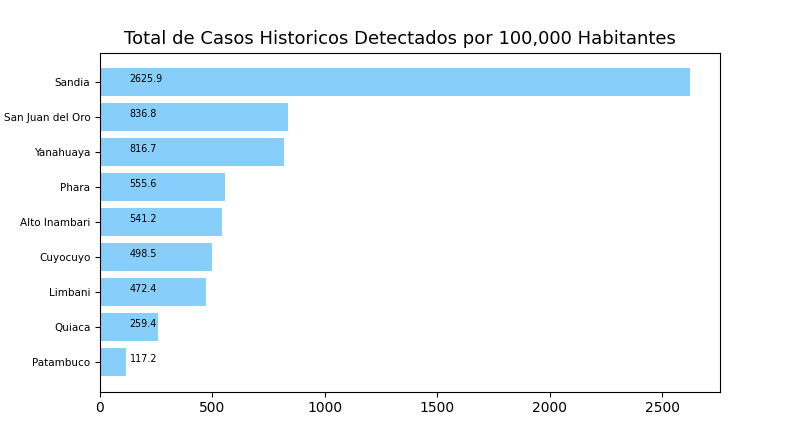 Total de Casos Historicos Detectados por 100,000 Habitantes
Sandia 2625.9
San Juan del Oro 836.8
Yanahuaya 816.7
Phara 555.6
Alto Inambari 541.2
Cuyocuyo 498.5
Limbani 472.4
Quiaca 259.4
Patambuco 117.2
0 500 1000 1500 2000 2500